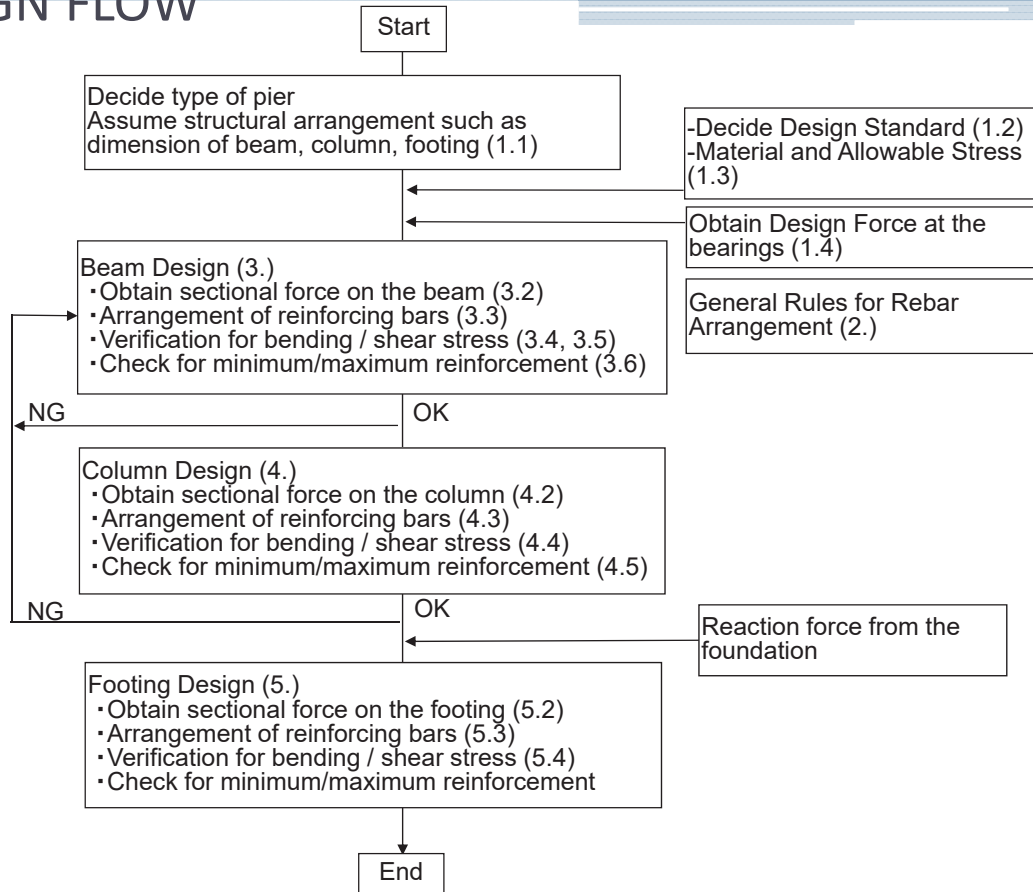 GN FLOW
Start
Decide type of pier
Assume structural arrangement such as
dimension of beam, column, footing (1.1)
-Decide Design Standard (1.2)
-Material and Allowable Stress
(1.3)
Obtain Design Force at the
bearings (1.4)
General Rules for Rebar
Arrangement (2.)
Beam Design (3.)
・Obtain sectional force on the beam (3.2)
・Arrangement of reinforcing bars (3.3)
・Verification for bending / shear stress (3.4, 3.5)
・Check for minimum/maximum reinforcement (3.6)
NG
OK
Column Design (4.)
・Obtain sectional force on the column (4.2)
・Arrangement of reinforcing bars (4.3)
・Verification for bending / shear stress (4.4)
・Check for minimum/maximum reinforcement (4.5)
NG
OK
Reaction force from the
foundation
Footing Design (5.)
・Obtain sectional force on the footing (5.2)
・Arrangement of reinforcing bars (5.3)
・Verification for bending / shear stress (5.4)
・Check for minimum/maximum reinforcement
End